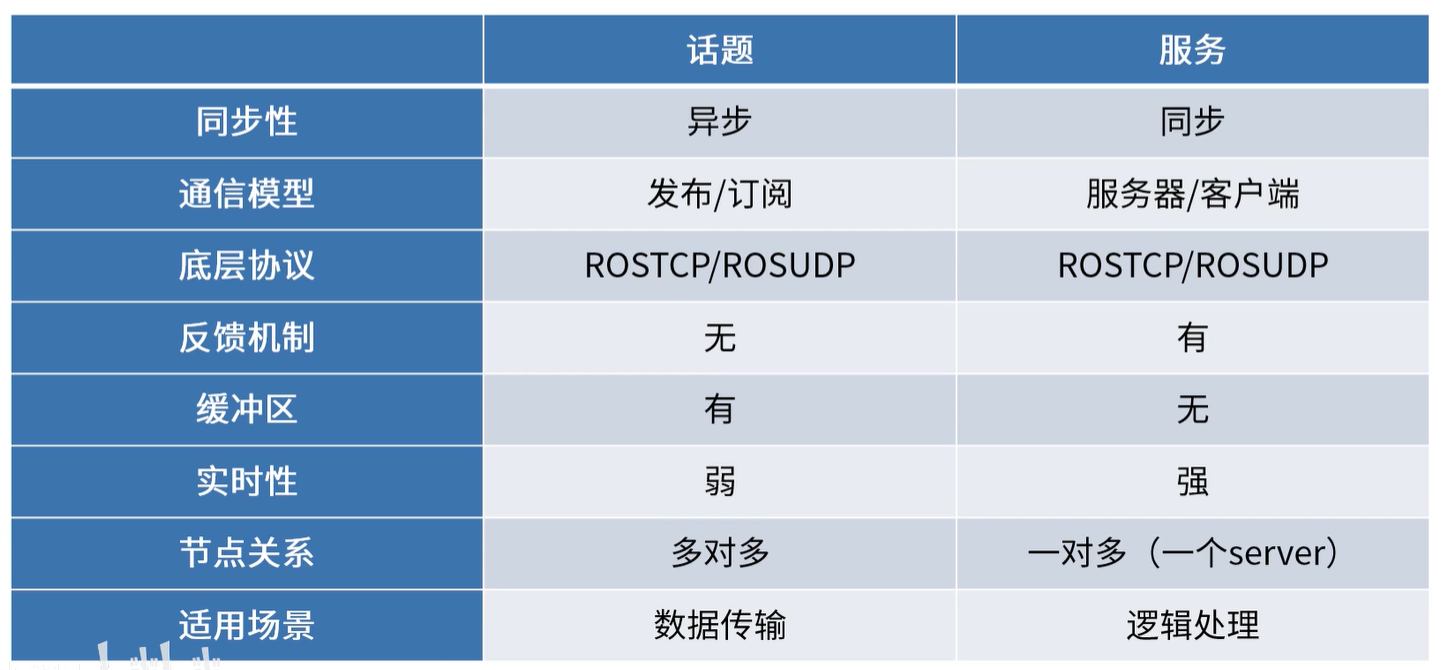 话题 服务
同步性 异步 同步
通信模型 发布/订阅 服务器/客户端
底层协议 ROSTCP/ROSUDP ROSTCP/ROSUDP
反馈机制 无 有
缓冲区 有 无
实时性 弱 强
节点关系 多对多 一对多（一个server）
适用场景 数据传输 逻辑处理